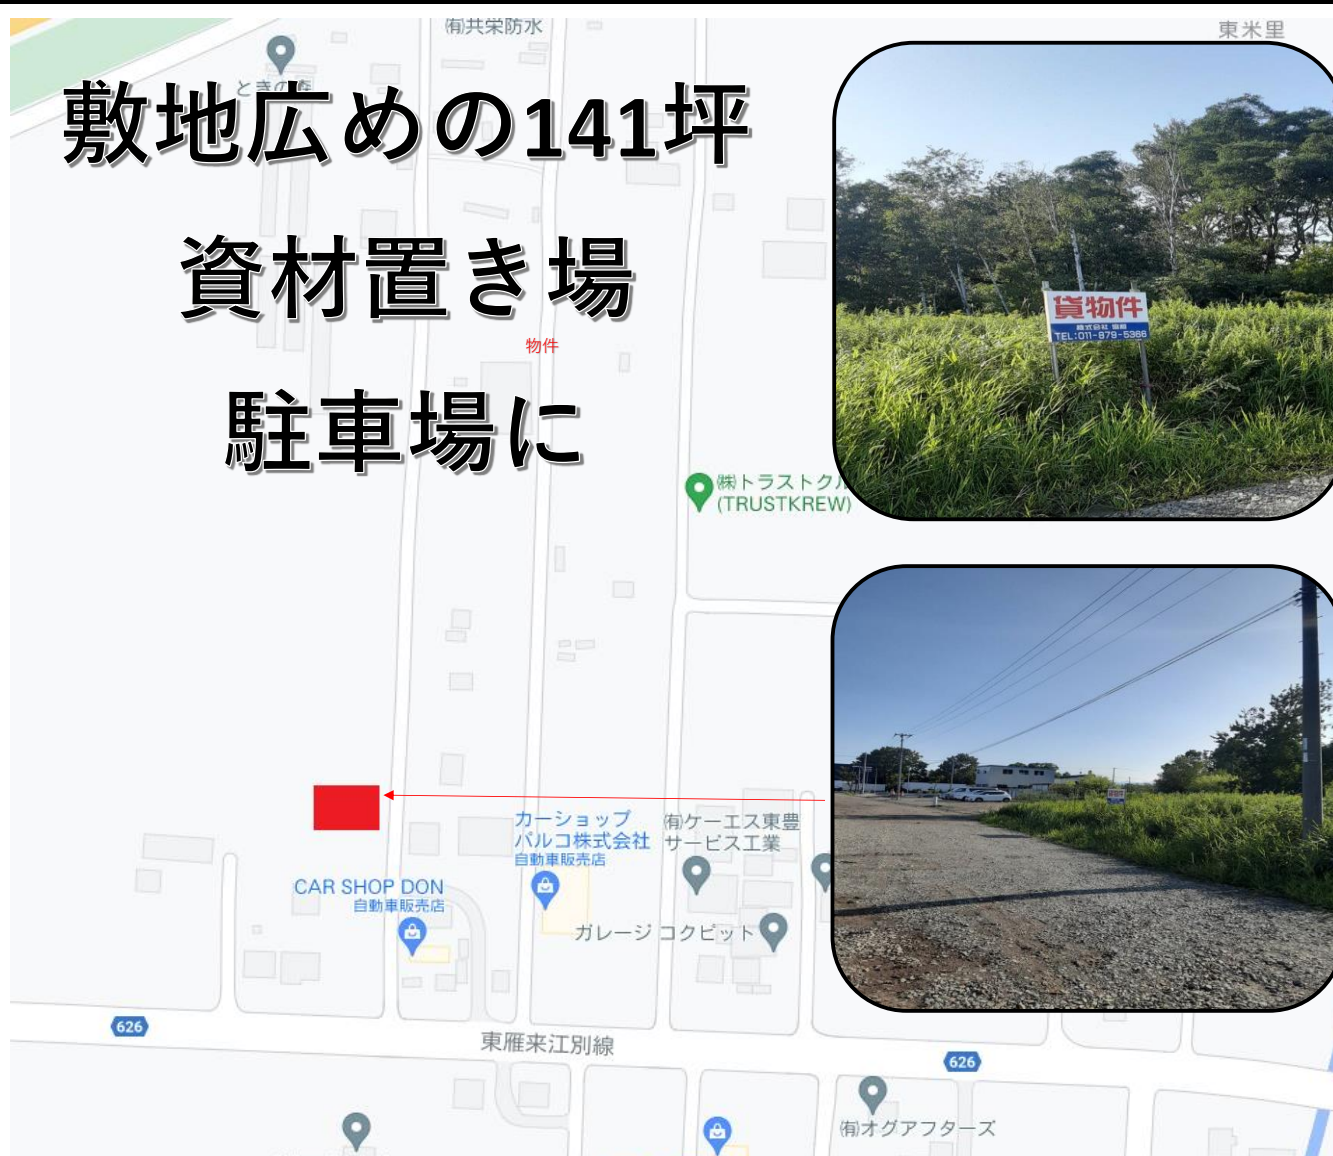 (有)共栄防水
東米里
敷地広めの141坪
資材置き場
物件
駐車場に
貸物件
TEL:011-879-5366
㈱トラストクル
(TRUSTKREW)
カーショップ
パルコ株式会社
自動車販売店
(有)ケーエス東豊
サービス工業
CAR SHOP DON
自動車販売店
ガレージ コクピット
626
東雁来江別線
626
(有)オグアフターズ